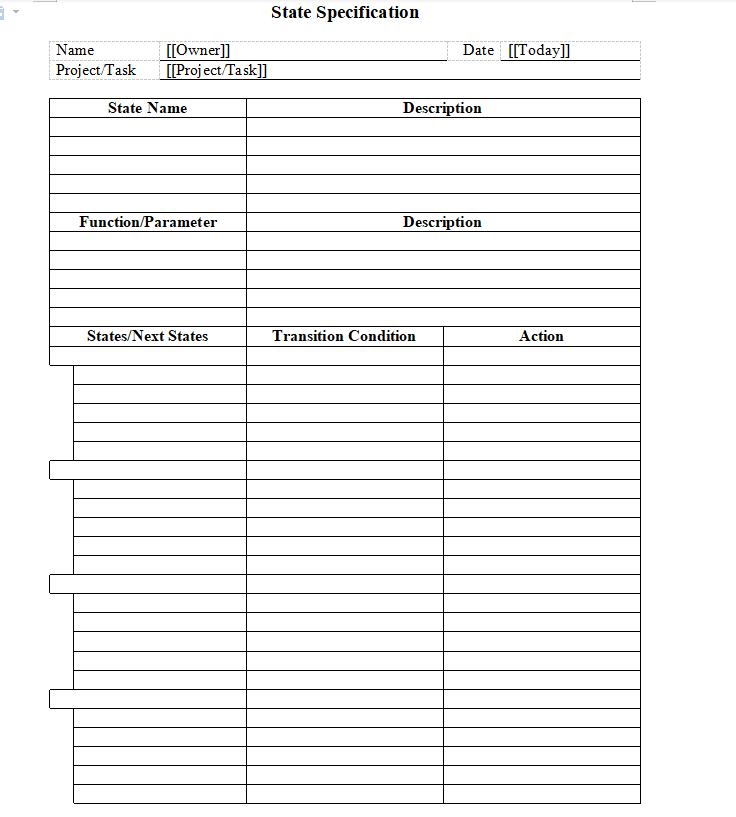 State Specification
Name [[Owner]] Date [[Today]]
Project/Task [[Project/Task]]
State Name Description
Function/Parameter Description
States/Next States Transition Condition Action